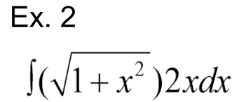 Ex. 2
∫(√1 + x²)2xdx